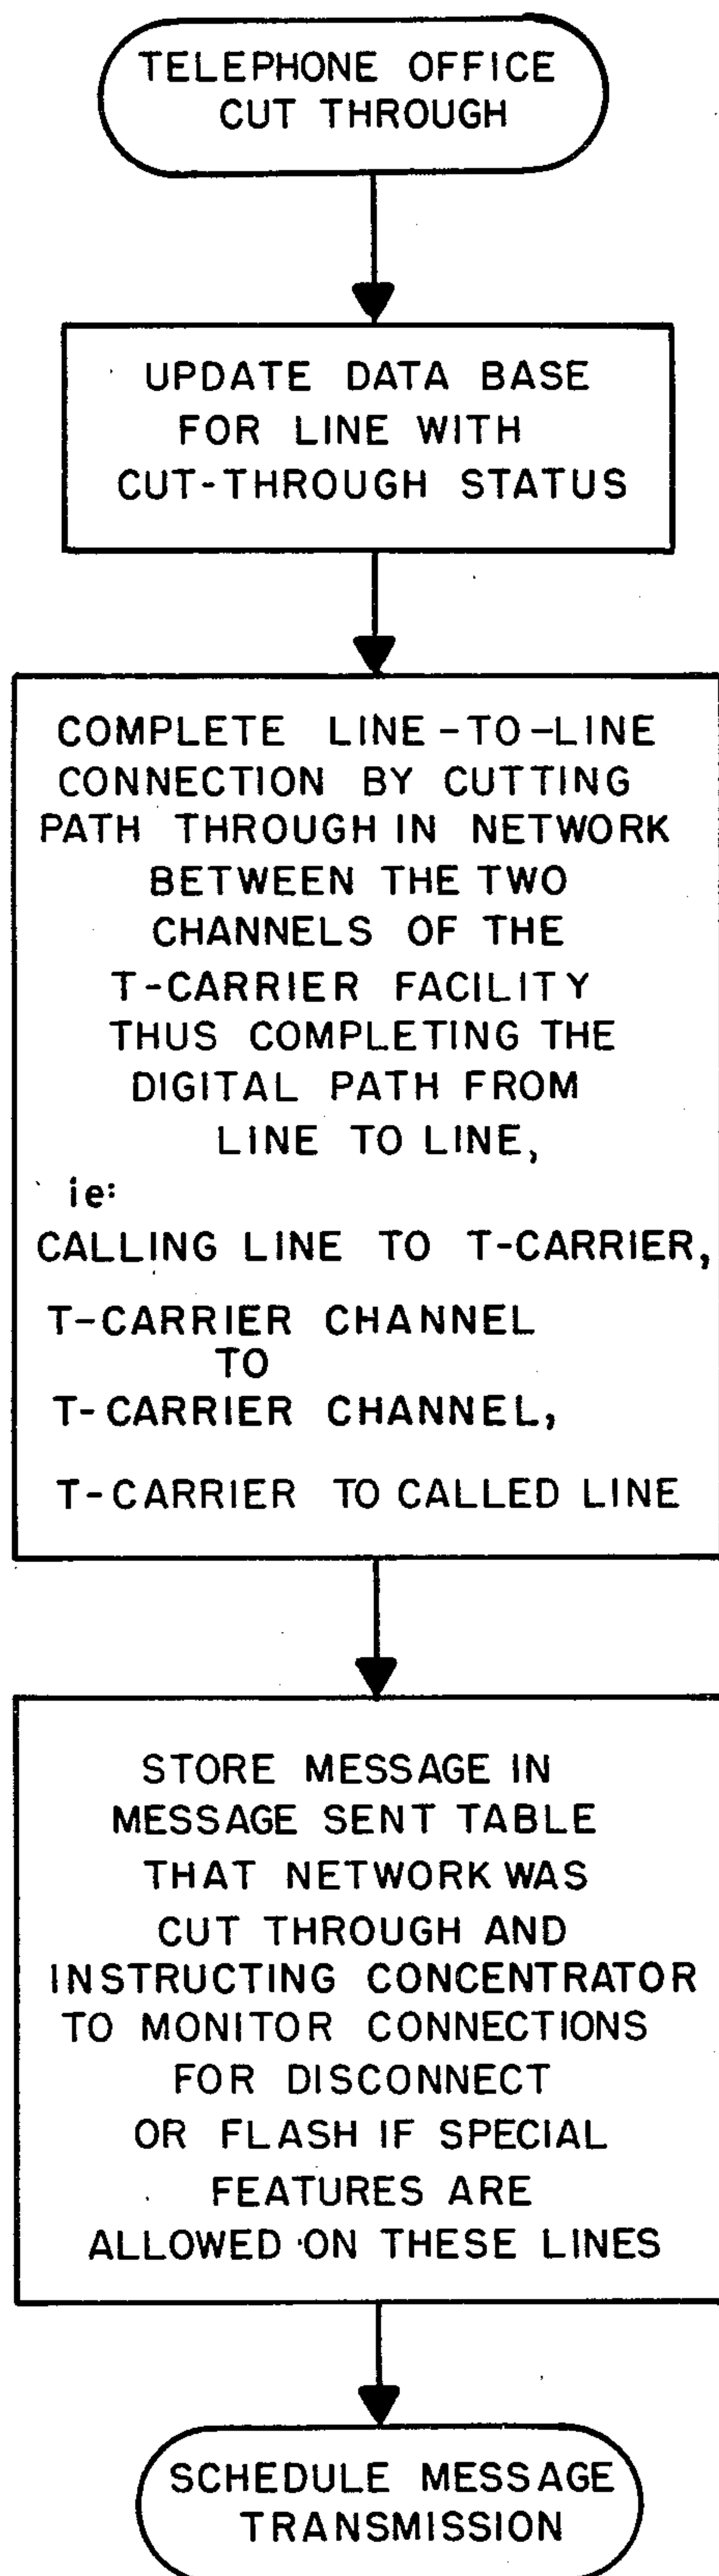 TELEPHONE OFFICE
CUT THROUGH
UPDATE DATA BASE
FOR LINE WITH
CUT-THROUGH STATUS
COMPLETE LINE-TO-LINE
CONNECTION BY CUTTING
PATH THROUGH IN NETWORK
BETWEEN THE TWO
CHANNELS OF THE
T-CARRIER FACILITY
THUS COMPLETING THE
DIGITAL PATH FROM
LINE TO LINE,
ie:
CALLING LINE TO T-CARRIER,
T-CARRIER CHANNEL
TO
T-CARRIER CHANNEL,
T-CARRIER TO CALLED LINE
STORE MESSAGE IN
MESSAGE SENT TABLE
THAT NETWORK WAS
CUT THROUGH AND
INSTRUCTING CONCENTRATOR
TO MONITOR CONNECTIONS
FOR DISCONNECT
OR FLASH IF SPECIAL
FEATURES ARE
ALLOWED ON THESE LINES
SCHEDULE MESSAGE
TRANSMISSION